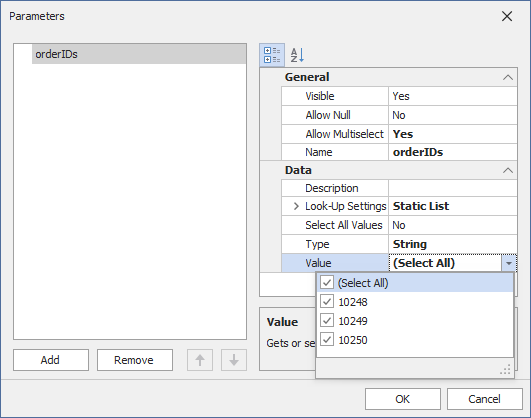 Parameters
orderIDs
General
Visible Yes
Allow Null No
Allow Multiselect Yes
Name orderIDs
Data
Description
Look-Up Settings Static List
Select All Values No
Type String
Value (Select All)
(Select All)
10248
10249
10250
Value
Gets or se
Add Remove
OK Cancel